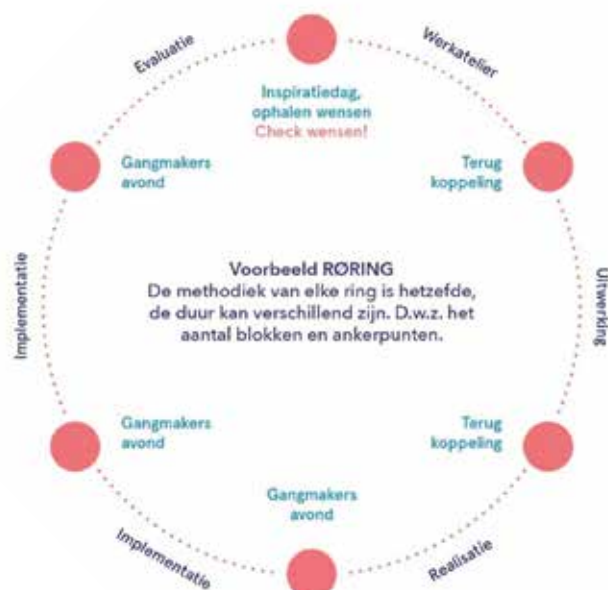 Evaluatie
Werkatelier
Inspiratiedag,
ophalen wensen
Check wensen!
Gangmakers
avond
Terug
koppeling
Implementatie
Uitwerking
Voorbeeld RØRING
De methodiek van elke ring is hetzefde,
de duur kan verschillend zijn. D.w.z. het
aantal blokken en ankerpunten.
Gangmakers
avond
Terug
koppeling
Gangmakers
avond
Implementatie
Realisatie